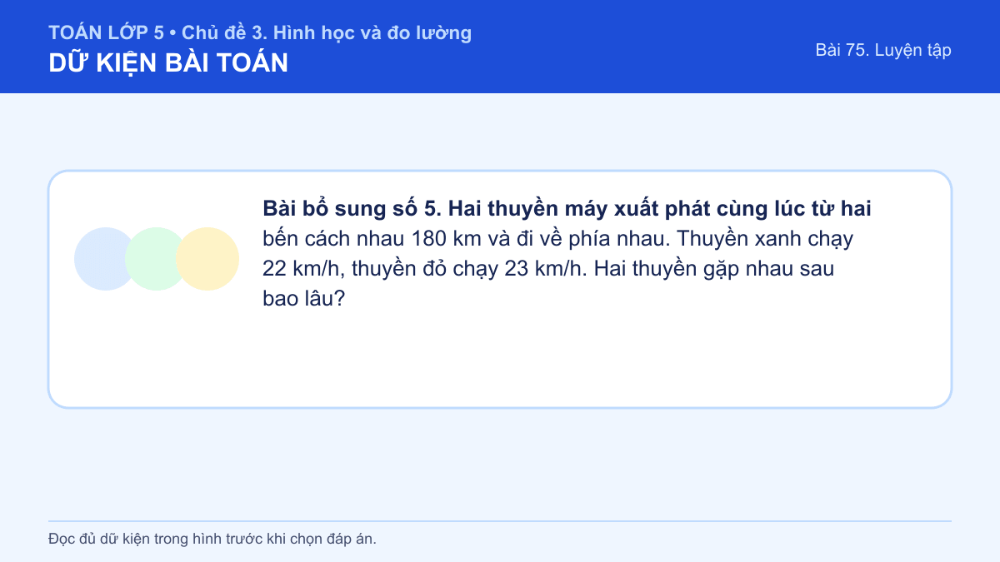 TOÁN LỚP 5 • Chủ đề 3. Hình học và đo lường
DỮ KIỆN BÀI TOÁN
Bài 75. Luyện tập
Bài bổ sung số 5. Hai thuyền máy xuất phát cùng lúc từ hai
bến cách nhau 180 km và đi về phía nhau. Thuyền xanh chạy
22 km/h, thuyền đỏ chạy 23 km/h. Hai thuyền gặp nhau sau
bao lâu?
Đọc đủ dữ kiện trong hình trước khi chọn đáp án.